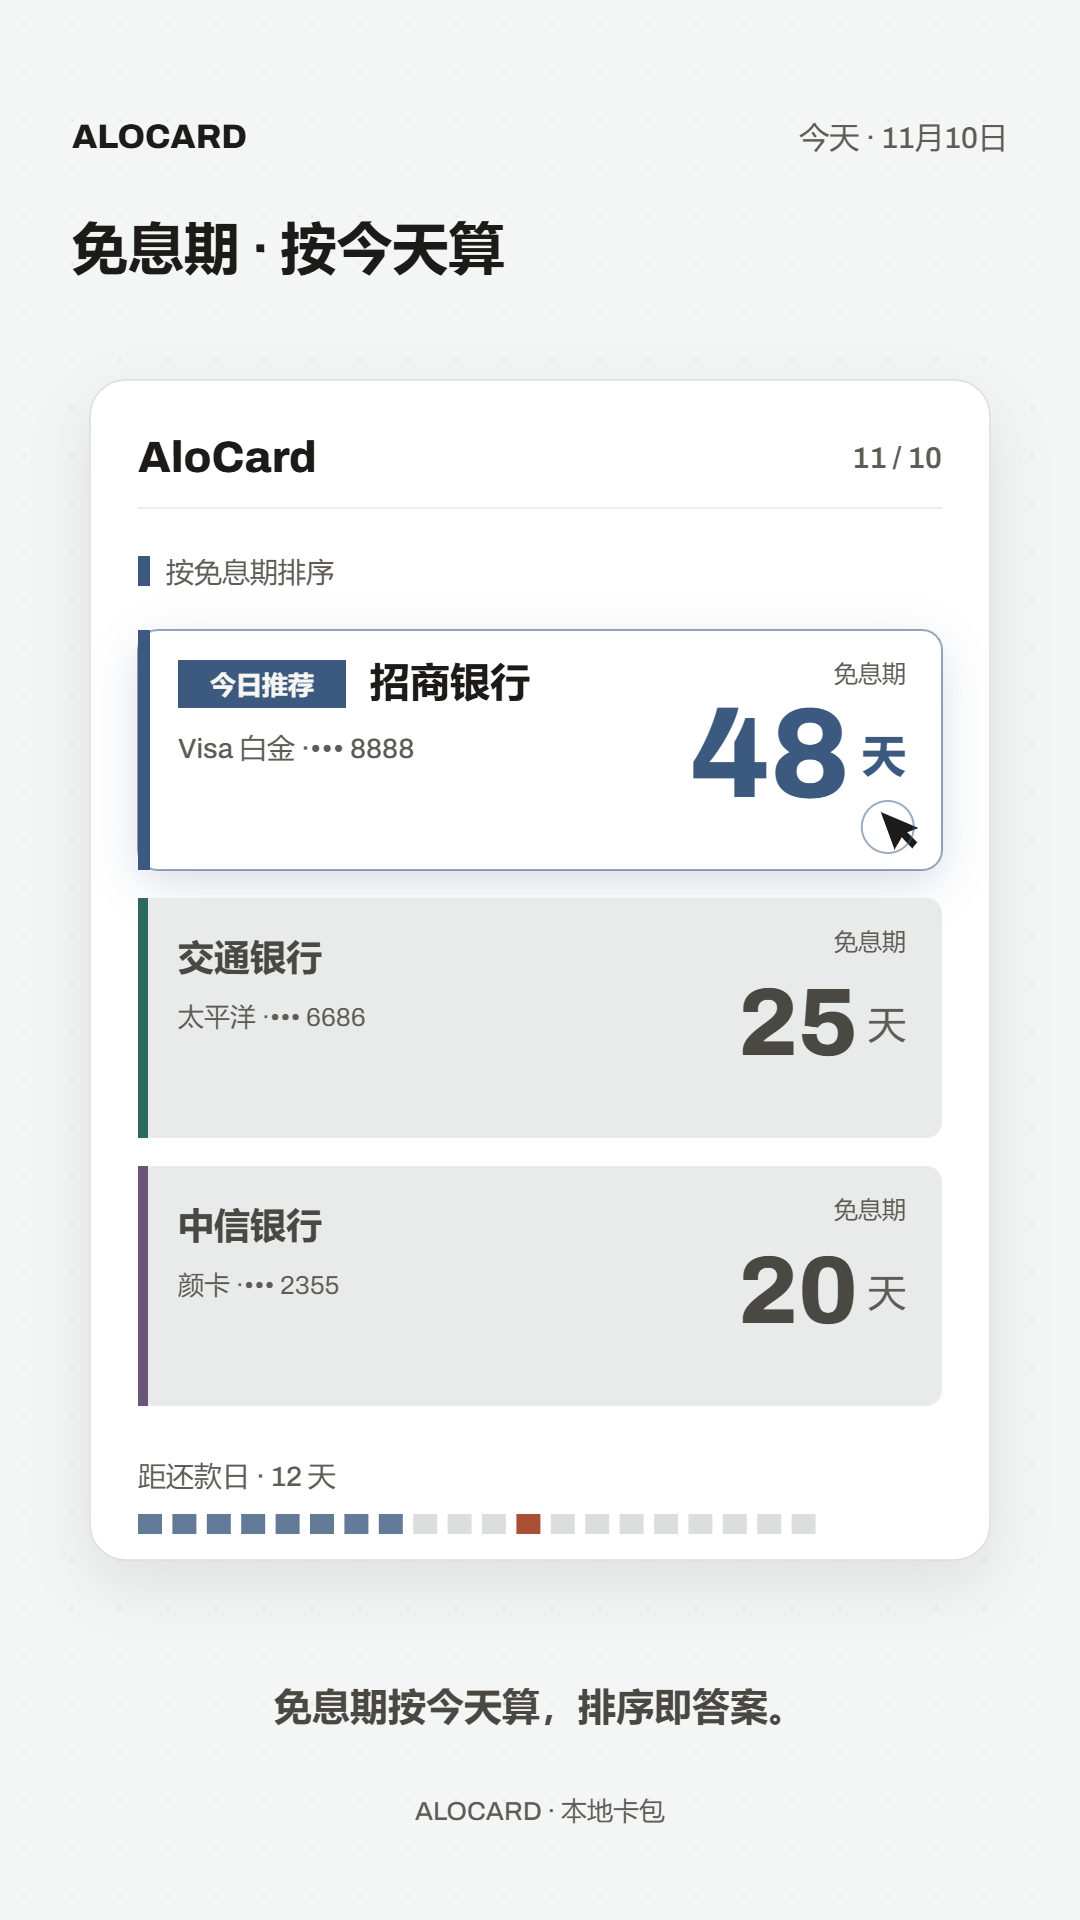 ALOCARD
今天 · 11月10日
免息期 · 按今天算
AloCard
11 / 10
按免息期排序
今日推荐 招商银行
免息期
Visa 白金 ·••• 8888
48 天
交通银行
免息期
太平洋 ·••• 6686
25 天
中信银行
免息期
颜卡 ·••• 2355
20 天
距还款日 · 12 天
免息期按今天算，排序即答案。
ALOCARD · 本地卡包